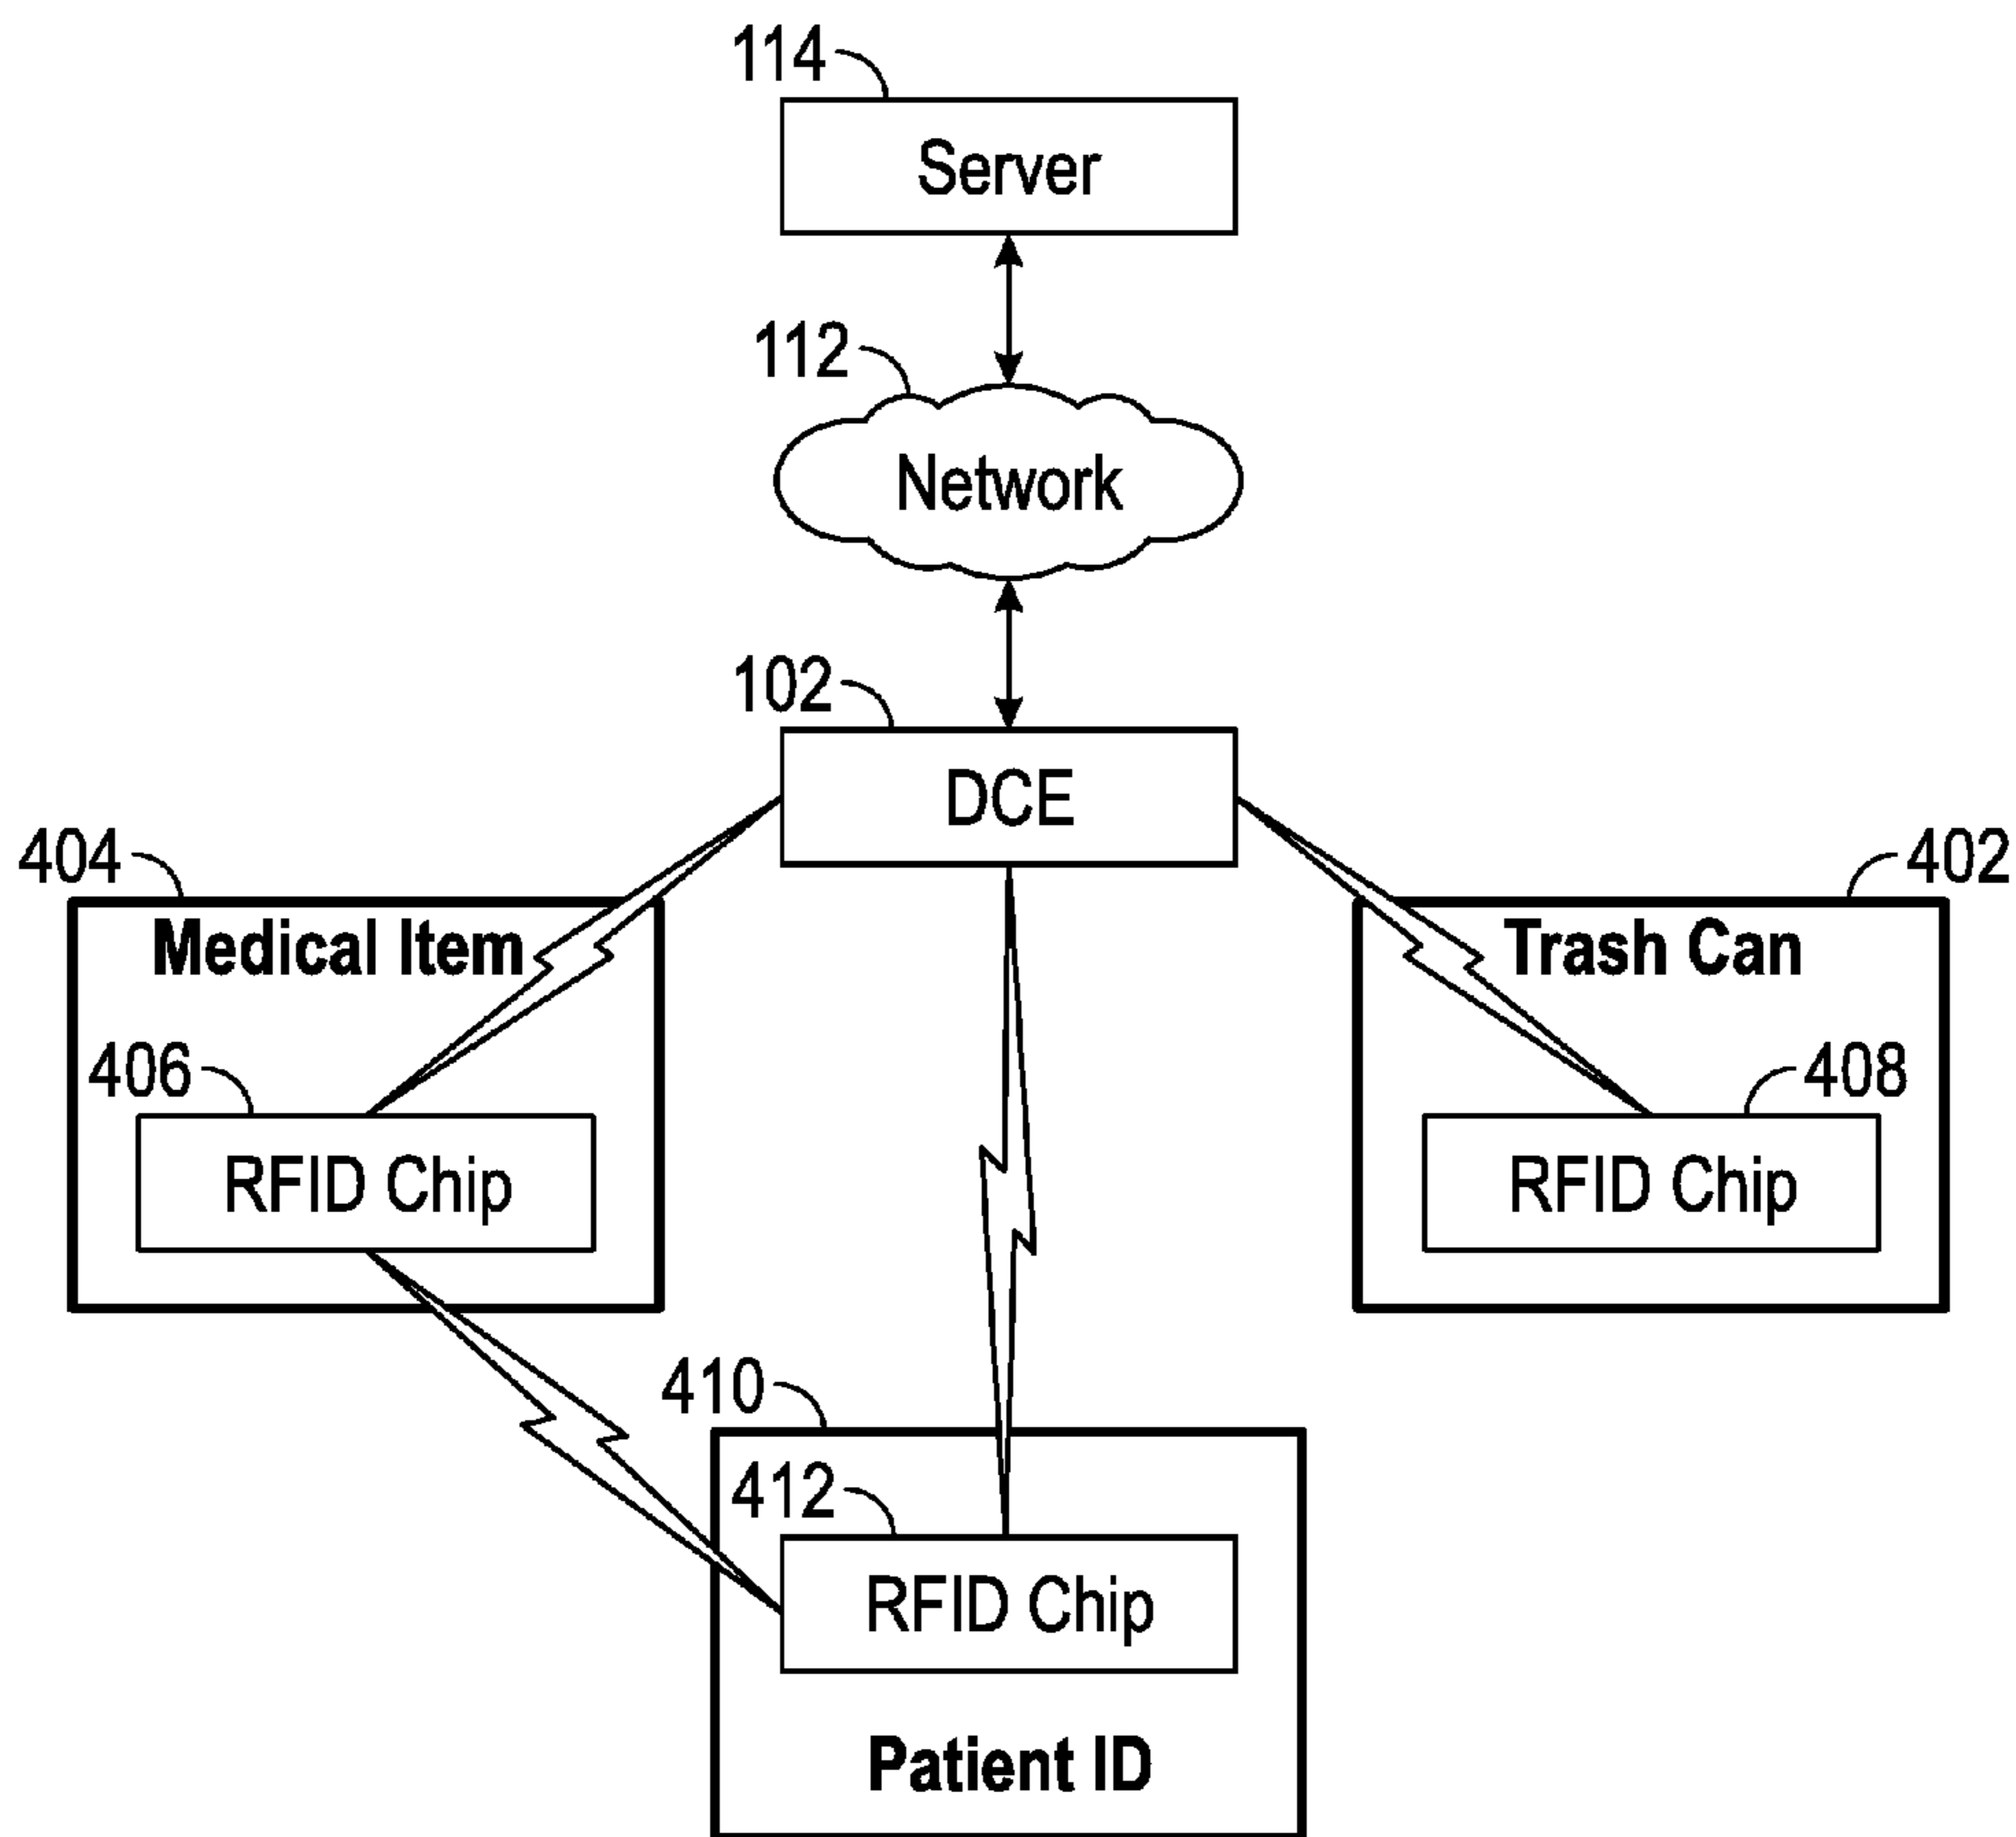 114
Server
112
Network
102
DCE
404
Medical Item
402
Trash Can
406
RFID Chip
408
RFID Chip
410
412
RFID Chip
Patient ID